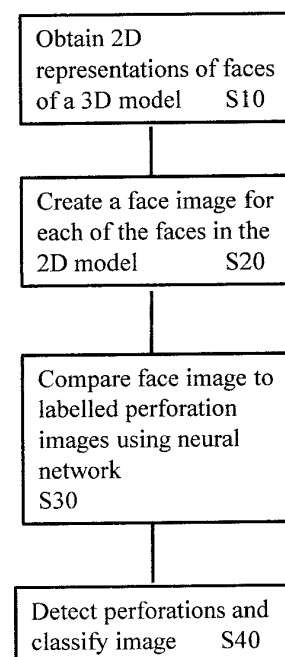 Obtain 2D
representations of faces
of a 3D model S10
Create a face image for
each of the faces in the
2D model S20
Compare face image to
labelled perforation
images using neural
network
S30
Detect perforations and
classify image S40